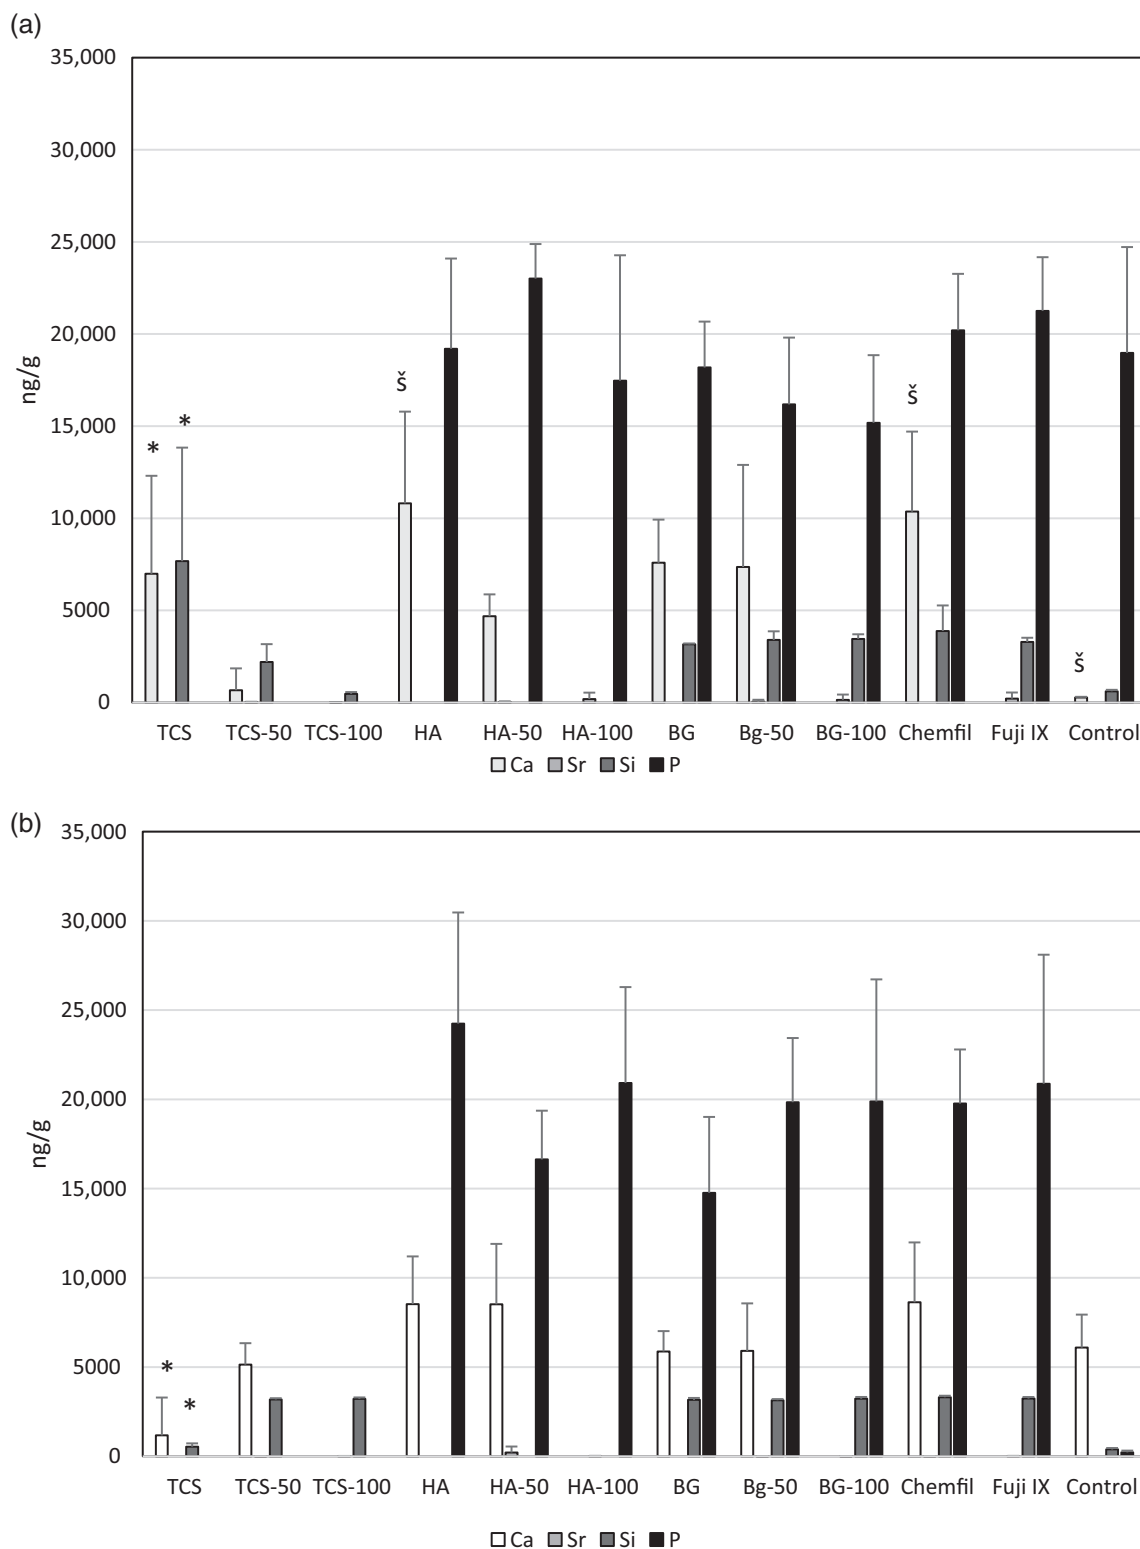 (a)
35,000
30,000
25,000
20,000
15,000
10,000
5000
0
ng/g
* * š š š
TCS TCS-50 TCS-100 HA HA-50 HA-100 BG Bg-50 BG-100 Chemfil Fuji IX Control
Ca Sr Si P
(b)
35,000
30,000
25,000
20,000
15,000
10,000
5000
0
ng/g
* *
TCS TCS-50 TCS-100 HA HA-50 HA-100 BG Bg-50 BG-100 Chemfil Fuji IX Control
Ca Sr Si P